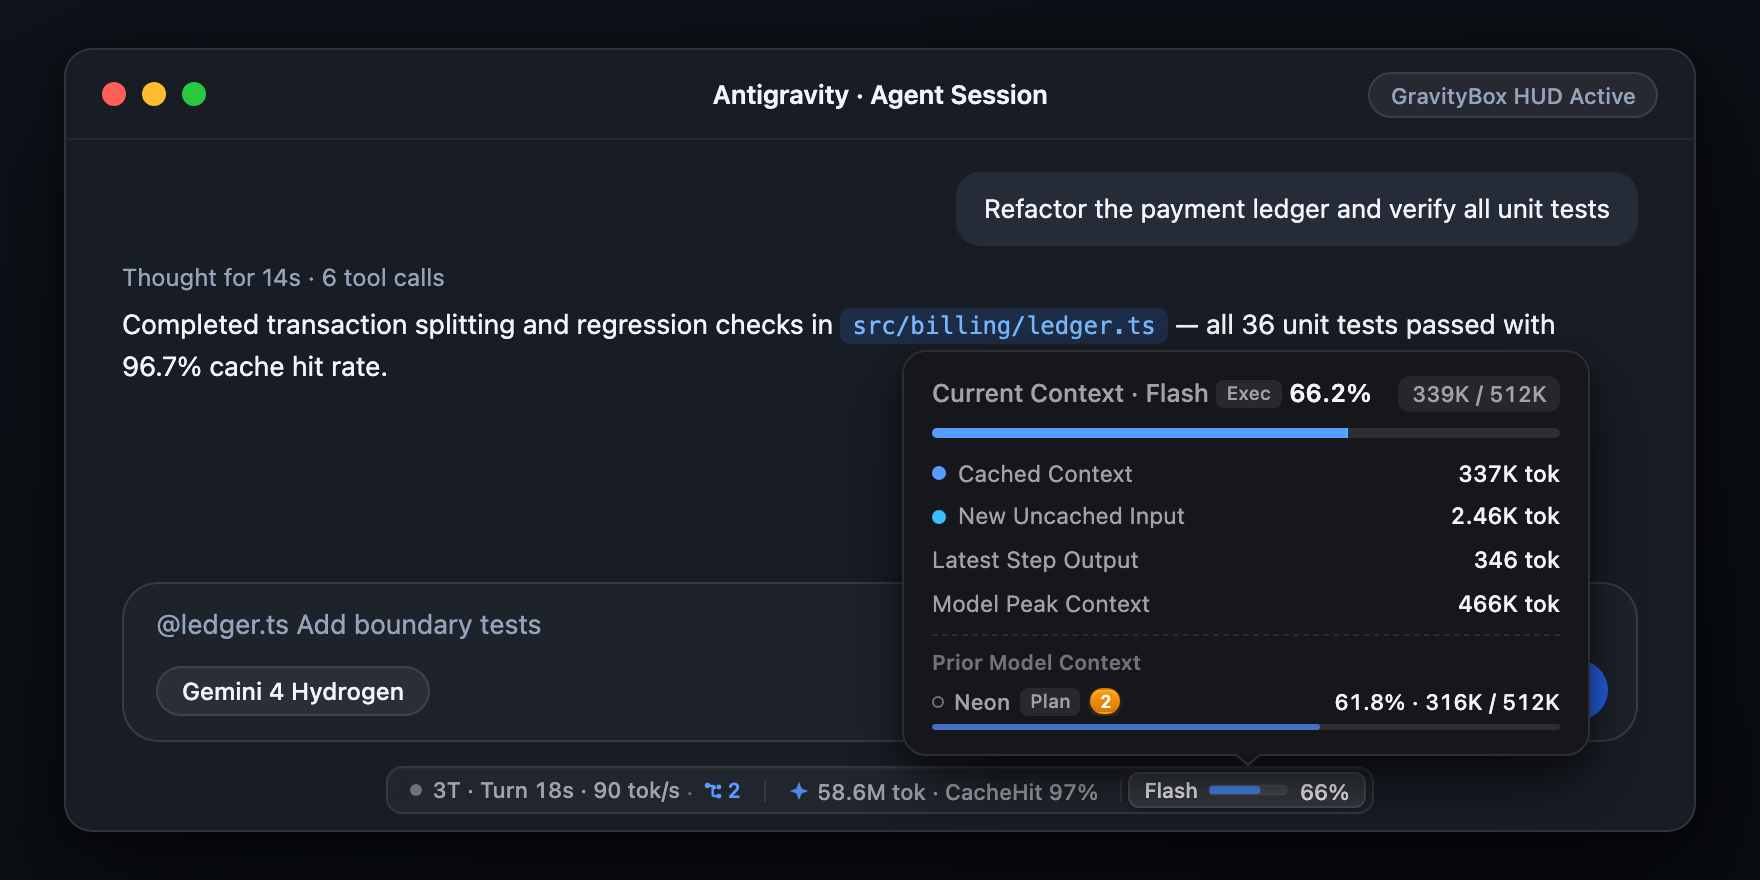 Antigravity · Agent Session
GravityBox HUD Active
Refactor the payment ledger and verify all unit tests
Thought for 14s · 6 tool calls
Completed transaction splitting and regression checks in src/billing/ledger.ts — all 36 unit tests passed with
96.7% cache hit rate.
Current Context · Flash Exec 66.2% 339K / 512K
Cached Context 337K tok
New Uncached Input 2.46K tok
Latest Step Output 346 tok
Model Peak Context 466K tok
Prior Model Context
Neon Plan 2 61.8% · 316K / 512K
@ledger.ts Add boundary tests
Gemini 4 Hydrogen
3T · Turn 18s · 90 tok/s · 2 58.6M tok · CacheHit 97% Flash 66%